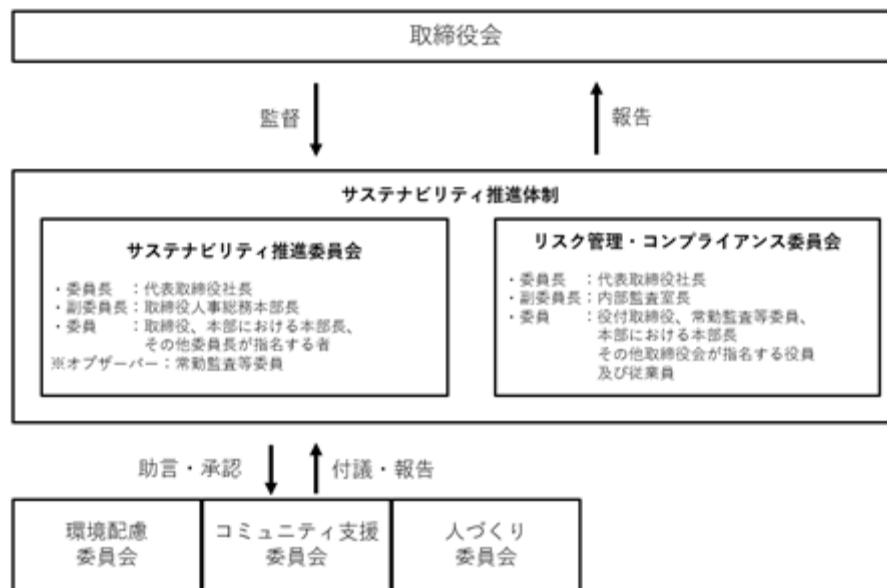 取締役会
監督
報告
サステナビリティ推進体制
サステナビリティ推進委員会
・委員長　：代表取締役社長
・副委員長：取締役人事総務本部長
・委員　　：取締役、本部における本部長、
その他委員長が指名する者
※オブザーバー：常勤監査等委員
リスク管理・コンプライアンス委員会
・委員長　：代表取締役社長
・副委員長：内部監査室長
・委員　　：役付取締役、常勤監査等委員、
本部における本部長
その他取締役会が指名する役員
及び従業員
助言・承認
付議・報告
環境配慮
委員会
コミュニティ支援
委員会
人づくり
委員会